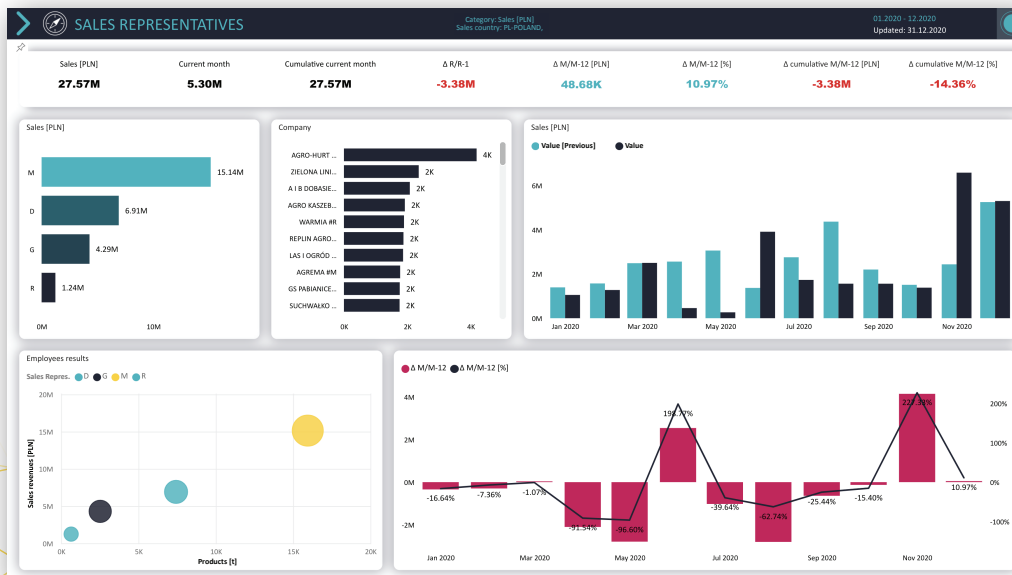 SALES REPRESENTATIVES
Category: Sales [PLN]
Sales country: PL-POLAND,
01.2020 - 12.2020
Updated: 31.12.2020
Sales [PLN] Current month Cumulative current month Δ R/R-1 Δ M/M-12 [PLN] Δ M/M-12 [%] Δ cumulative M/M-12 [PLN] Δ cumulative M/M-12 [%]
27.57M 5.30M 27.57M -3.38M 48.68K 10.97% -3.38M -14.36%
Sales [PLN]
M 15.14M
D 6.91M
G 4.29M
R 1.24M
0M 10M
Company
AGRO-HURT ... 4K
ZIELONA LINI... 2K
A I B DOBASIE... 2K
AGRO KASZEB... 2K
WARMIA #R 2K
REPLIN AGRO... 2K
LAS I OGRÓD ... 2K
AGREMA #M 2K
GS PABIANICE... 2K
SUCHWAŁKO ... 2K
0K 2K 4K
Sales [PLN]
Value [Previous] Value
6M
4M
2M
0M
Jan 2020 Mar 2020 May 2020 Jul 2020 Sep 2020 Nov 2020
Employees results
Sales Repres. D G M R
Sales revenues [PLN]
20M
15M
10M
5M
0M
0K 5K 10K 15K 20K
Products [t]
Δ M/M-12 Δ M/M-12 [%]
4M
2M
0M
-2M
200%
100%
0%
-100%
-16.64% -7.36% -1.07% -91.54% -96.60% 198.77% -39.64% -62.74% -25.44% -15.40% 227.33% 10.97%
Jan 2020 Mar 2020 May 2020 Jul 2020 Sep 2020 Nov 2020